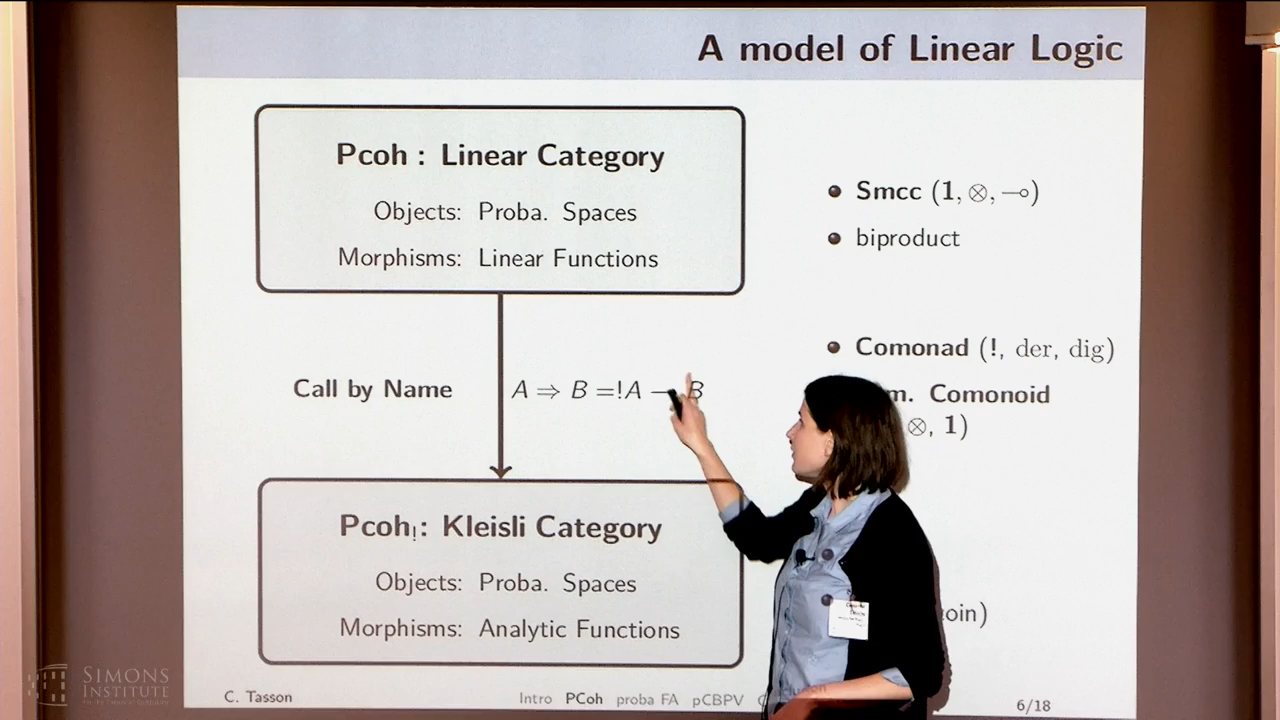 A model of Linear Logic
Pcoh : Linear Category
Objects: Proba. Spaces
Morphisms: Linear Functions
Smcc (1, ⊗, ⊸)
biproduct
Call by Name
A ⇒ B =!A ⊸ B
Comonad (!, der, dig)
m. Comonoid
⊗, 1)
Pcoh!: Kleisli Category
Objects: Proba. Spaces
Morphisms: Analytic Functions
coin)
C. Tasson
Intro PCoh proba FA pCBPV
6/18
SIMONS
INSTITUTE